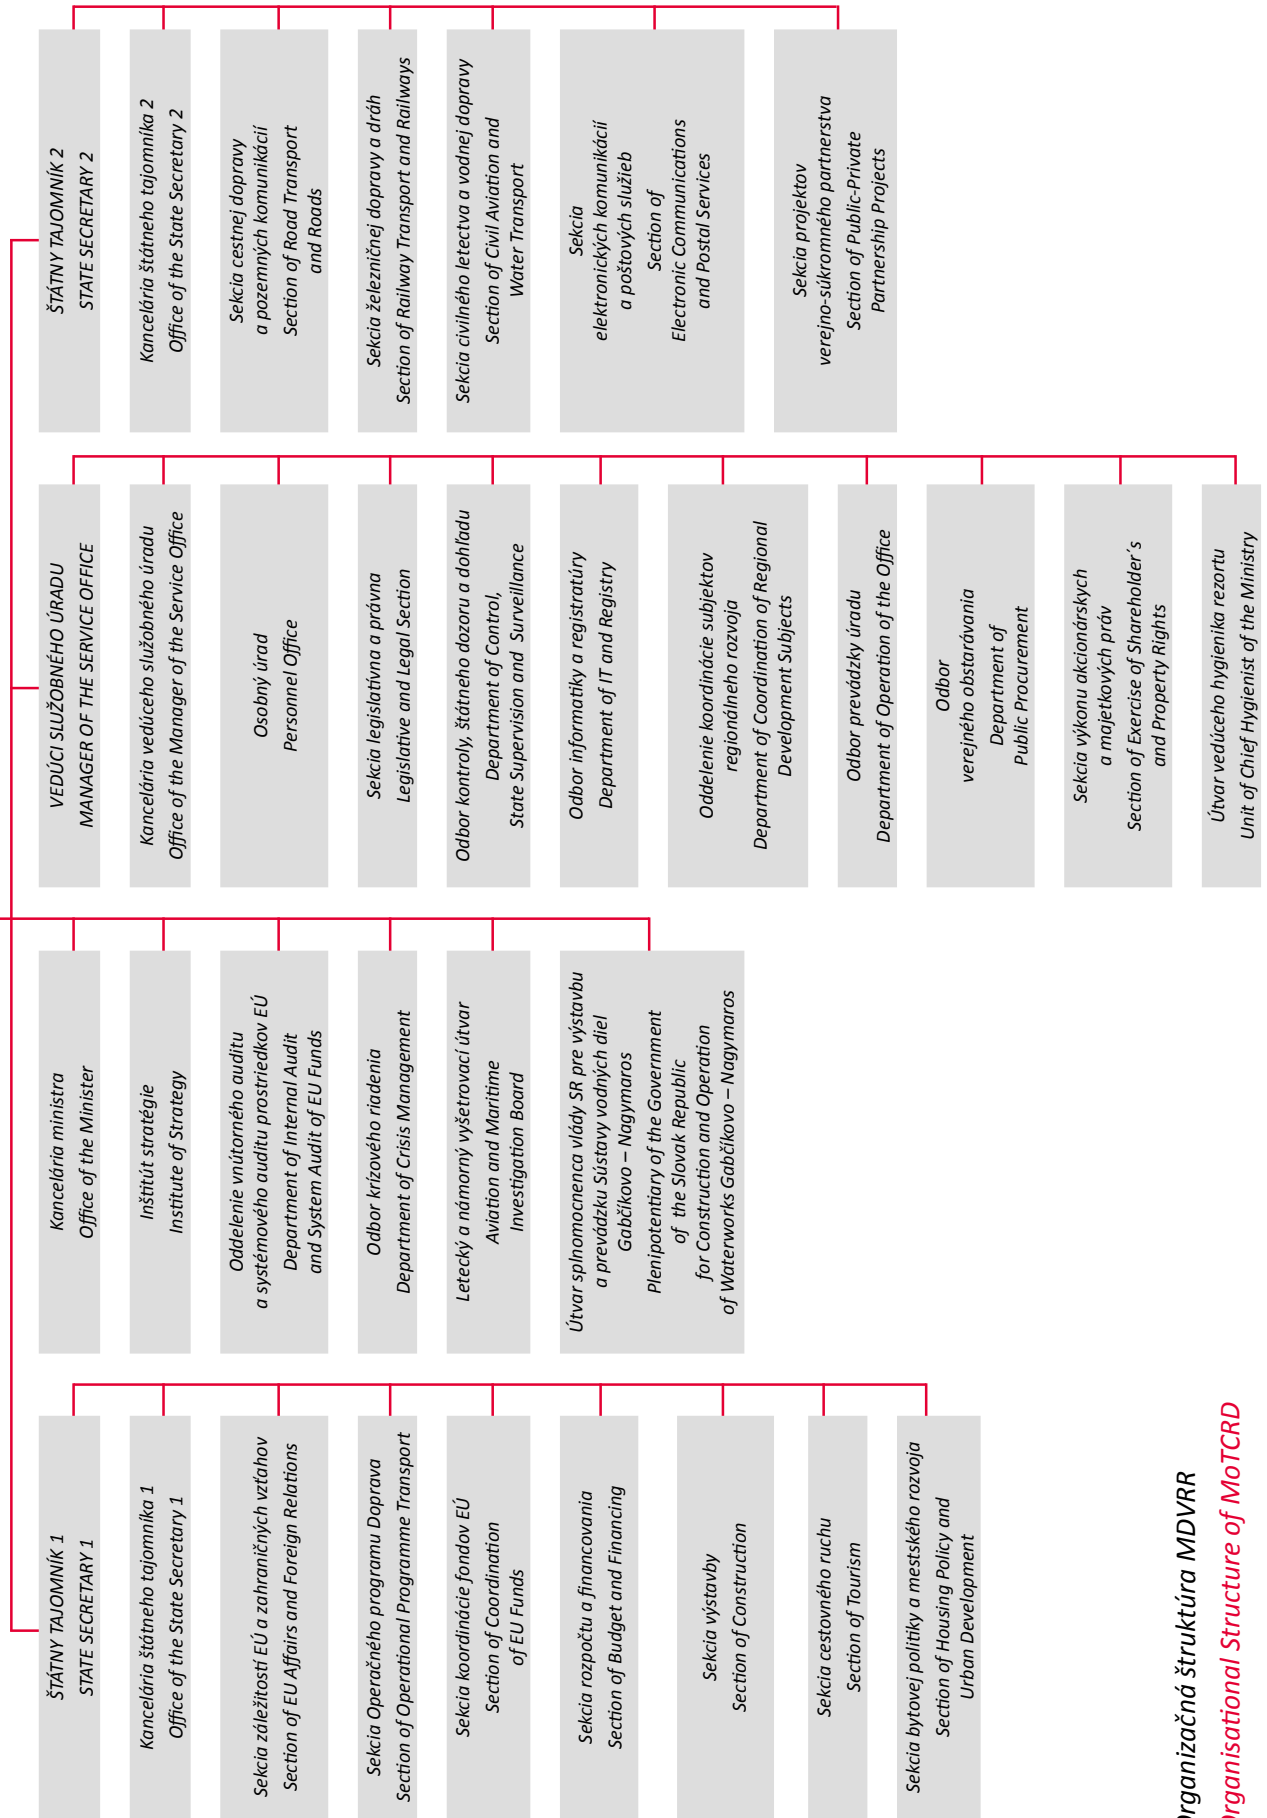 ŠTÁTNY TAJOMNÍK 1
STATE SECRETARY 1
Kancelária štátneho tajomníka 1
Office of the State Secretary 1
Sekcia záležitostí EÚ a zahraničných vzťahov
Section of EU Affairs and Foreign Relations
Sekcia Operačného programu Doprava
Section of Operational Programme Transport
Sekcia koordinácie fondov EÚ
Section of Coordination
of EU Funds
Sekcia rozpočtu a financovania
Section of Budget and Financing
Sekcia výstavby
Section of Construction
Sekcia cestovného ruchu
Section of Tourism
Sekcia bytovej politiky a mestského rozvoja
Section of Housing Policy and
Urban Development
Kancelária ministra
Office of the Minister
Inštitút stratégie
Institute of Strategy
Oddelenie vnútorného auditu
a systémového auditu prostriedkov EÚ
Department of Internal Audit
and System Audit of EU Funds
Odbor krízového riadenia
Department of Crisis Management
Letecký a námorný vyšetrovací útvar
Aviation and Maritime
Investigation Board
Útvar splnomocnenca vlády SR pre výstavbu
a prevádzku Sústavy vodných diel
Gabčíkovo – Nagymaros
Plenipotentiary of the Government
of the Slovak Republic
for Construction and Operation
of Waterworks Gabčíkovo – Nagymaros
VEDÚCI SLUŽOBNÉHO ÚRADU
MANAGER OF THE SERVICE OFFICE
Kancelária vedúceho služobného úradu
Office of the Manager of the Service Office
Osobný úrad
Personnel Office
Sekcia legislatívna a právna
Legislative and Legal Section
Odbor kontroly, štátneho dozoru a dohľadu
Department of Control,
State Supervision and Surveillance
Odbor informatiky a registratúry
Department of IT and Registry
Oddelenie koordinácie subjektov
regionálneho rozvoja
Department of Coordination of Regional
Development Subjects
Odbor prevádzky úradu
Department of Operation of the Office
Odbor
verejného obstarávania
Department of
Public Procurement
Sekcia výkonu akcionárskych
a majetkových práv
Section of Exercise of Shareholder´s
and Property Rights
Útvar vedúceho hygienika rezortu
Unit of Chief Hygienist of the Ministry
ŠTÁTNY TAJOMNÍK 2
STATE SECRETARY 2
Kancelária štátneho tajomníka 2
Office of the State Secretary 2
Sekcia cestnej dopravy
a pozemných komunikácií
Section of Road Transport
and Roads
Sekcia železničnej dopravy a dráh
Section of Railway Transport and Railways
Sekcia civilného letectva a vodnej dopravy
Section of Civil Aviation and
Water Transport
Sekcia
elektronických komunikácií
a poštových služieb
Section of
Electronic Communications
and Postal Services
Sekcia projektov
verejno-súkromného partnerstva
Section of Public-Private
Partnership Projects
Organizačná štruktúra MDVRR
Organisational Structure of MoTCRD